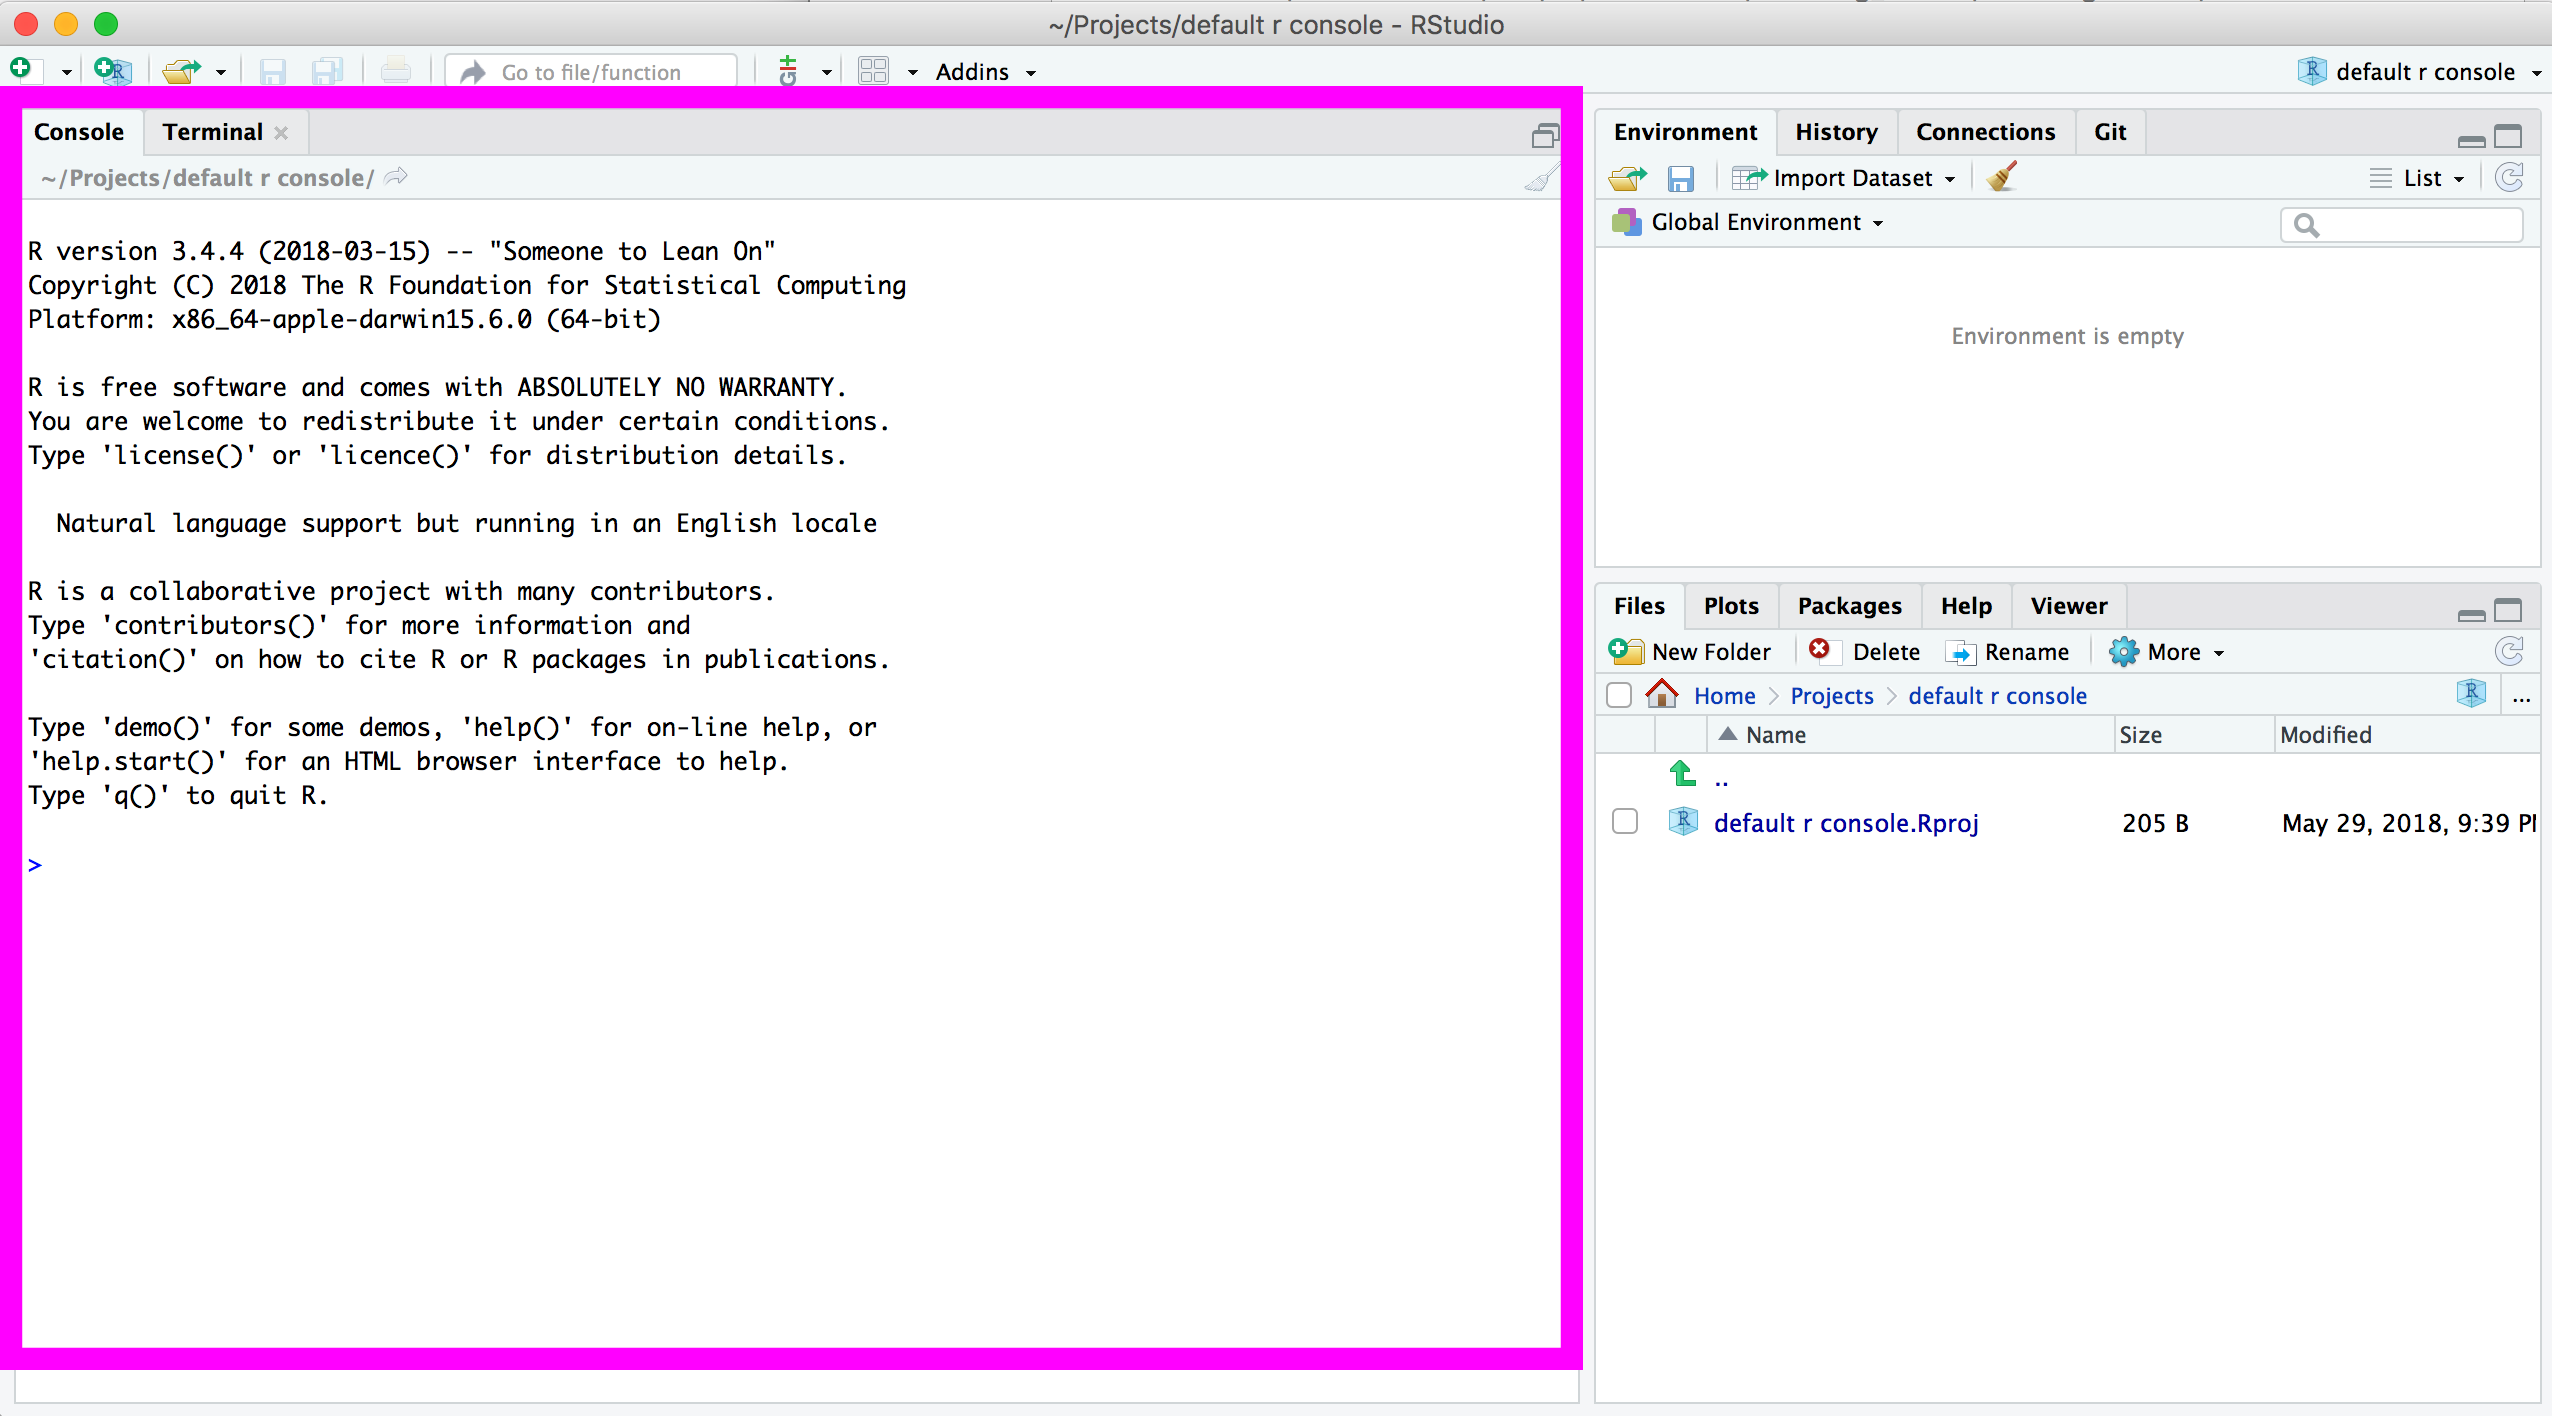 ~/Projects/default r console - RStudio
Go to file/function
Addins
default r console
Console
Terminal
~/Projects/default r console/
R version 3.4.4 (2018-03-15) -- "Someone to Lean On"
Copyright (C) 2018 The R Foundation for Statistical Computing
Platform: x86_64-apple-darwin15.6.0 (64-bit)
R is free software and comes with ABSOLUTELY NO WARRANTY.
You are welcome to redistribute it under certain conditions.
Type 'license()' or 'licence()' for distribution details.
Natural language support but running in an English locale
R is a collaborative project with many contributors.
Type 'contributors()' for more information and
'citation()' on how to cite R or R packages in publications.
Type 'demo()' for some demos, 'help()' for on-line help, or
'help.start()' for an HTML browser interface to help.
Type 'q()' to quit R.
>
Environment History Connections Git
Import Dataset
List
Global Environment
Environment is empty
Files Plots Packages Help Viewer
New Folder Delete Rename More
Home Projects default r console ...
Name Size Modified
..
default r console.Rproj 205 B May 29, 2018, 9:39